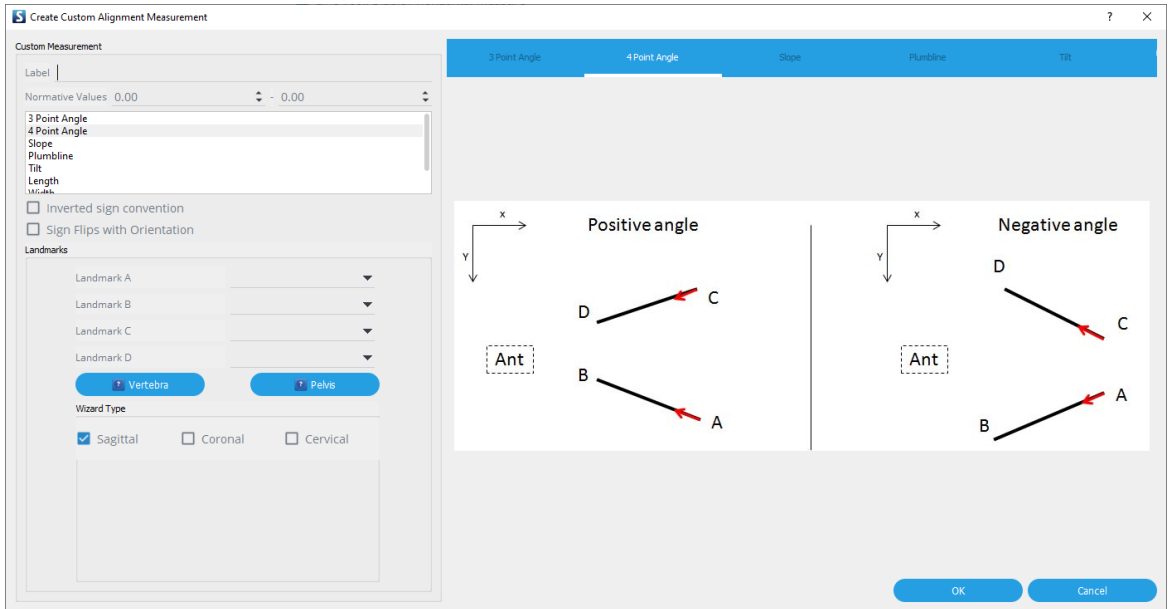 Create Custom Alignment Measurement
Custom Measurement
Label
Normative Values 0.00 - 0.00
3 Point Angle
4 Point Angle
Slope
Plumbline
Tilt
Length
Width
Inverted sign convention
Sign Flips with Orientation
Landmarks
Landmark A
Landmark B
Landmark C
Landmark D
? Vertebra ? Pelvis
Wizard Type
Sagittal Coronal Cervical
3 Point Angle 4 Point Angle Slope Plumbline Tilt
X Positive angle
Y
C
D
Ant
B
A
X Negative angle
Y
D
C
Ant
A
B
OK Cancel